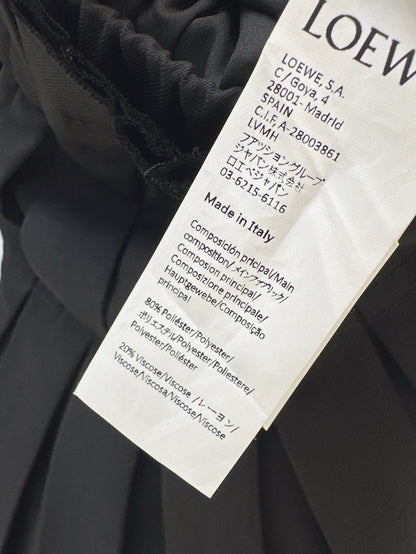 LOEW
LOEWE, S.A.
C/Goya, 4
28001- Madrid
SPAIN
C.I.F, A-28003861
LVMH
ファッショングループ
ジャパン株式会社
ロエベジャパン
03-6215-6116
Made in Italy
Composición prícipal/Main
composition/メインファブリック/
Composion principal/
Composizione principale/
Hauptgewebe/Composição
principal
80% Poliéster/Polyester/
ポリエステル/Polyester/Poliestere/
Polyester/Poliéster
20% Viscose/Viscose /レーヨン/
Viscose/Viscosa/Viscose/Viscose